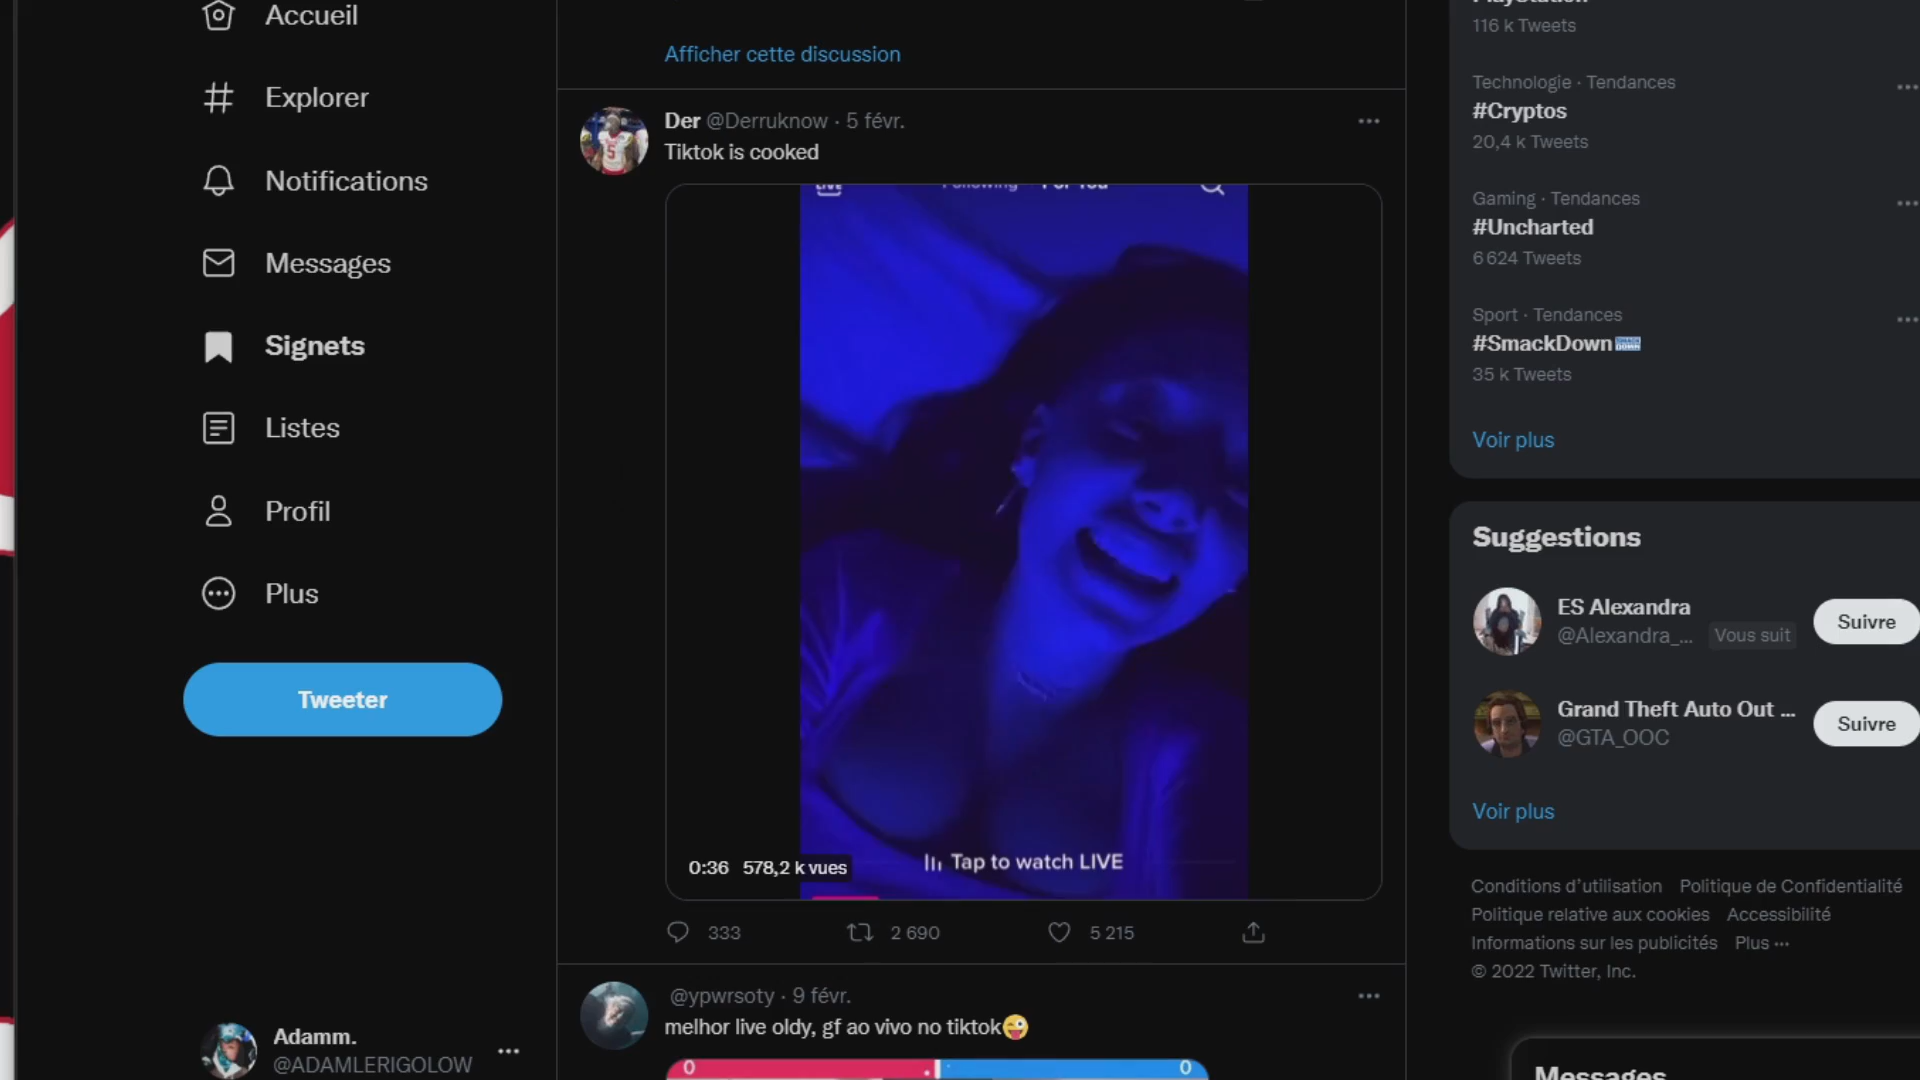 Accueil
Explorer
Notifications
Messages
Signets
Listes
Profil
Plus
Tweeter
Adamm.
@ADAMLERIGOLOW
Afficher cette discussion
Der @Derruknow · 5 févr.
Tiktok is cooked
LIVE
Following
For You
Tap to watch LIVE
0:36 578,2 k vues
333
2 690
5 215
@ypwrsoty · 9 févr.
melhor live oldy, gf ao vivo no tiktok😜
0
0
PlayStation
116 k Tweets
Technologie · Tendances
#Cryptos
20,4 k Tweets
Gaming · Tendances
#Uncharted
6 624 Tweets
Sport · Tendances
#SmackDown
35 k Tweets
Voir plus
Suggestions
ES Alexandra
@Alexandra_... Vous suit
Suivre
Grand Theft Auto Out ...
@GTA_OOC
Suivre
Voir plus
Conditions d'utilisation Politique de Confidentialité
Politique relative aux cookies Accessibilité
Informations sur les publicités Plus ···
© 2022 Twitter, Inc.
Messages